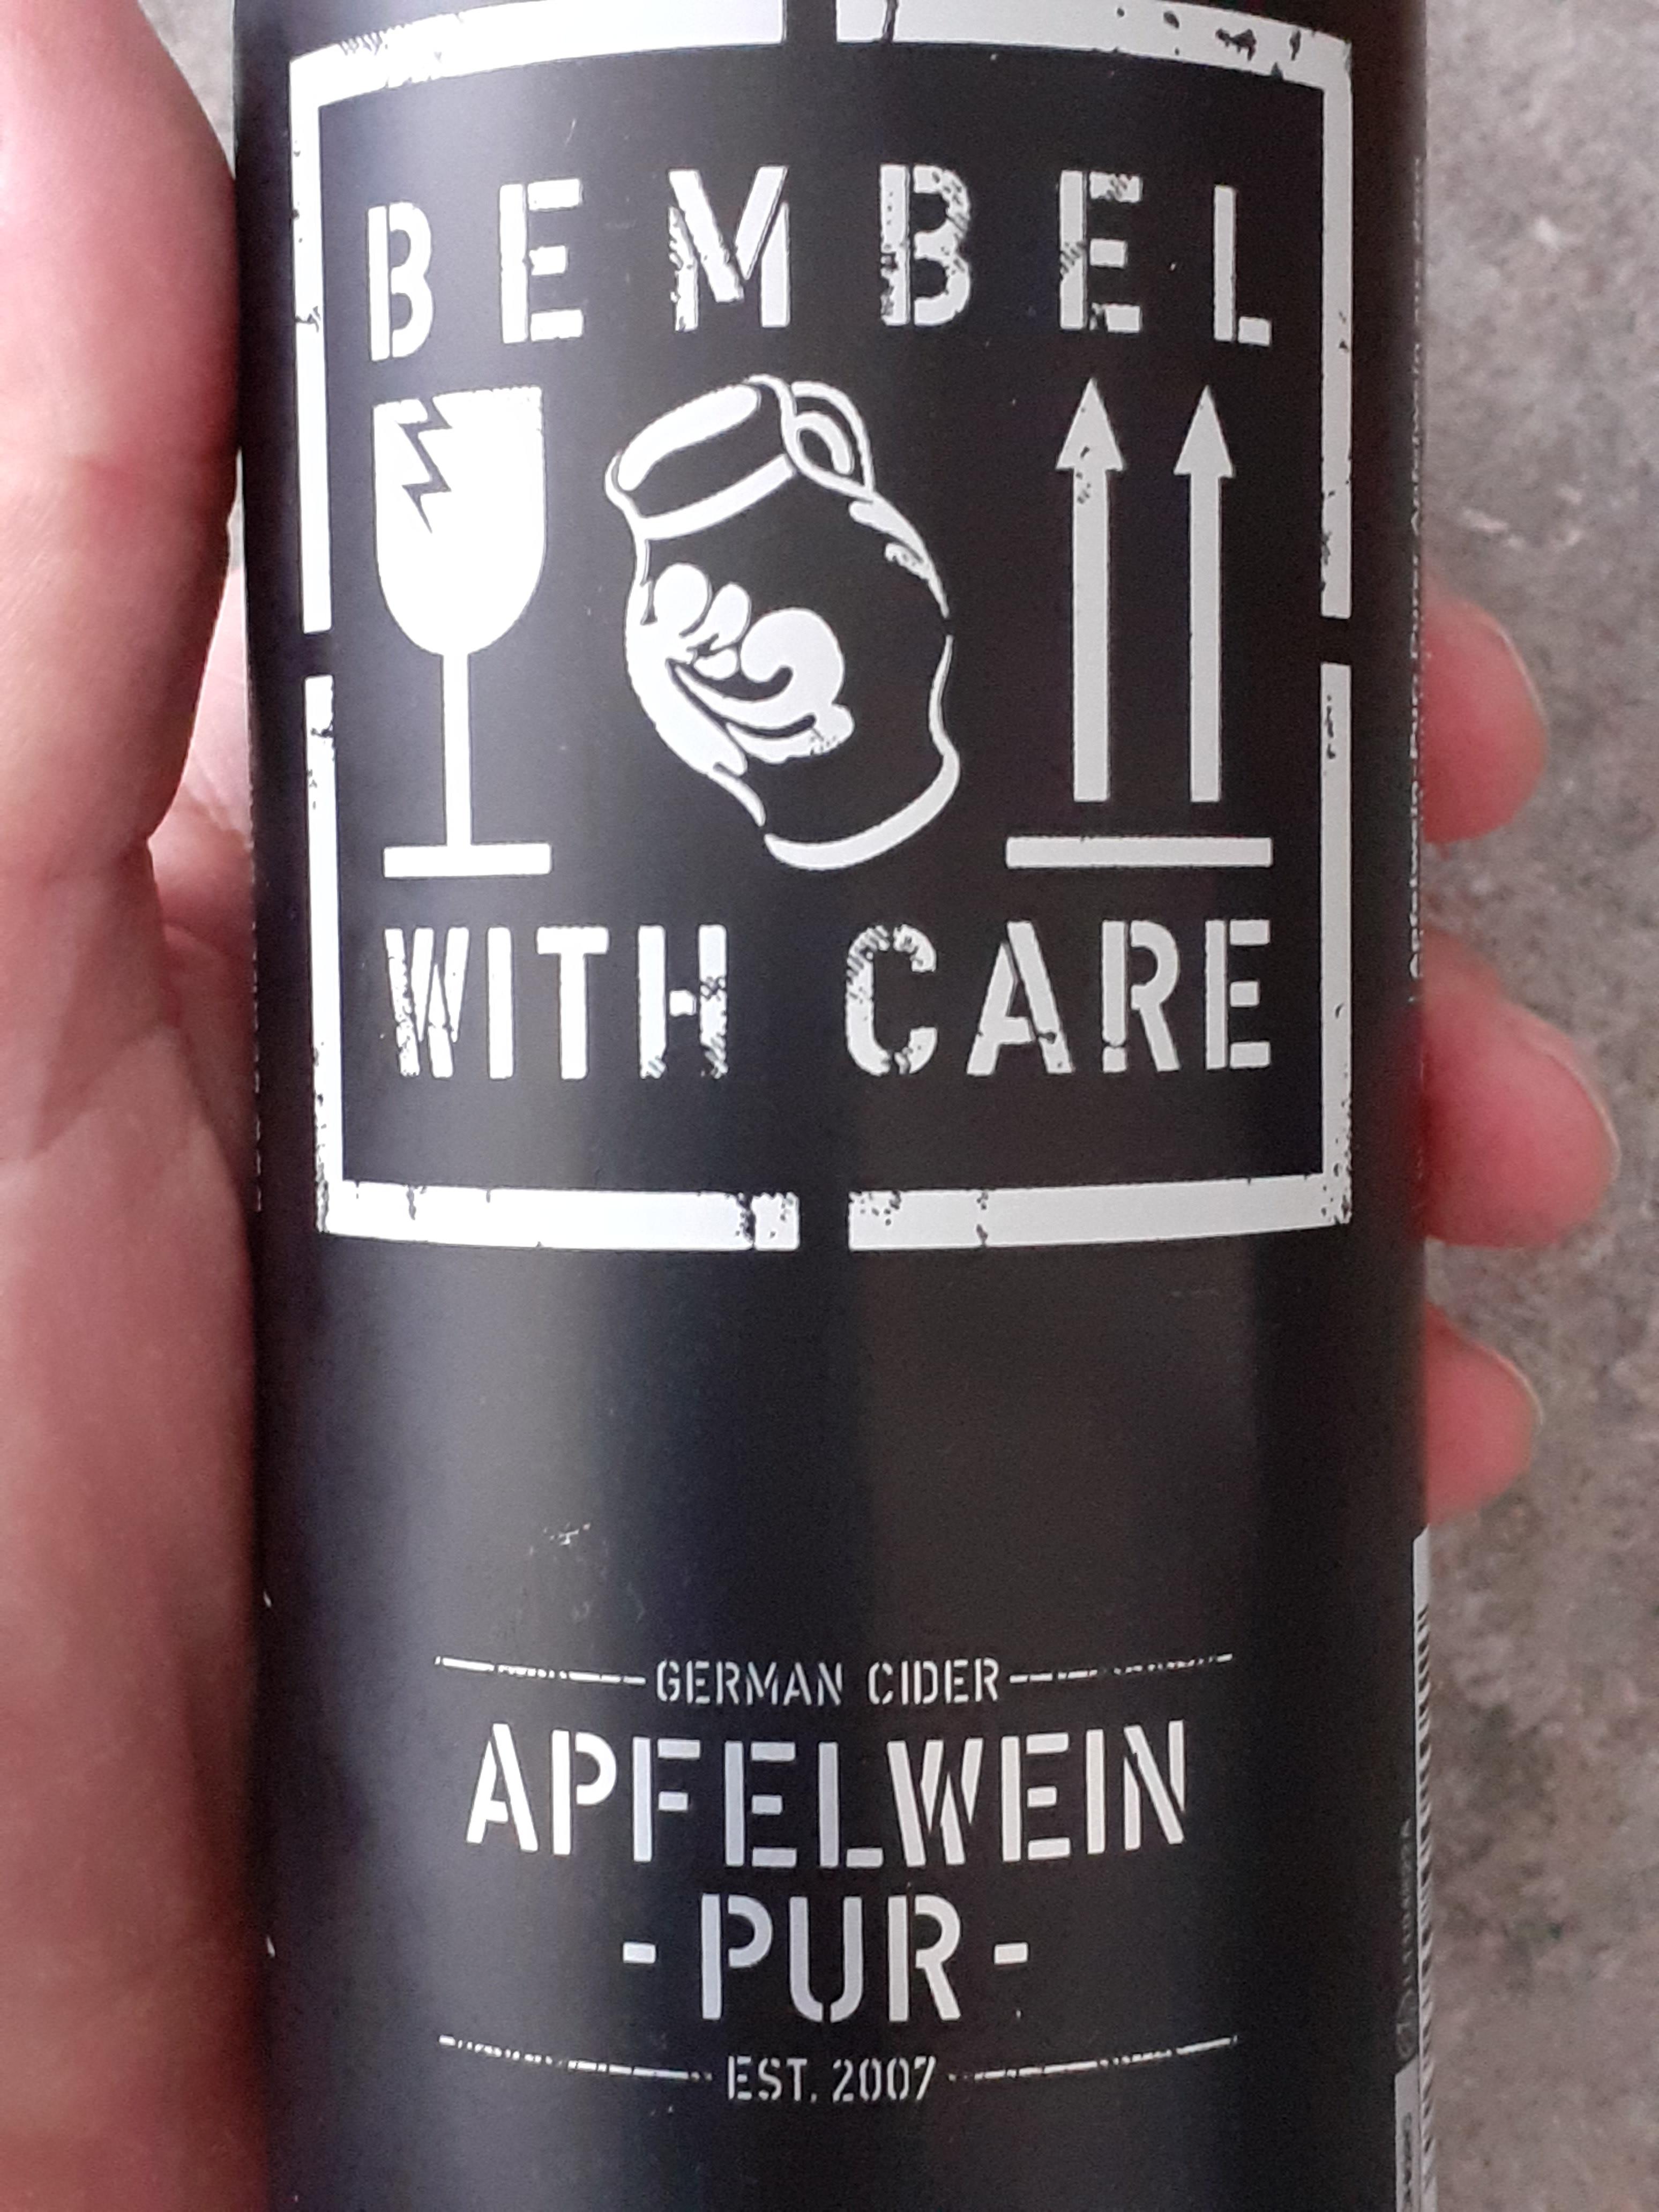 BEMBEL
WITH CARE
GERMAN CIDER
APFELWEIN
- PUR -
EST. 2007